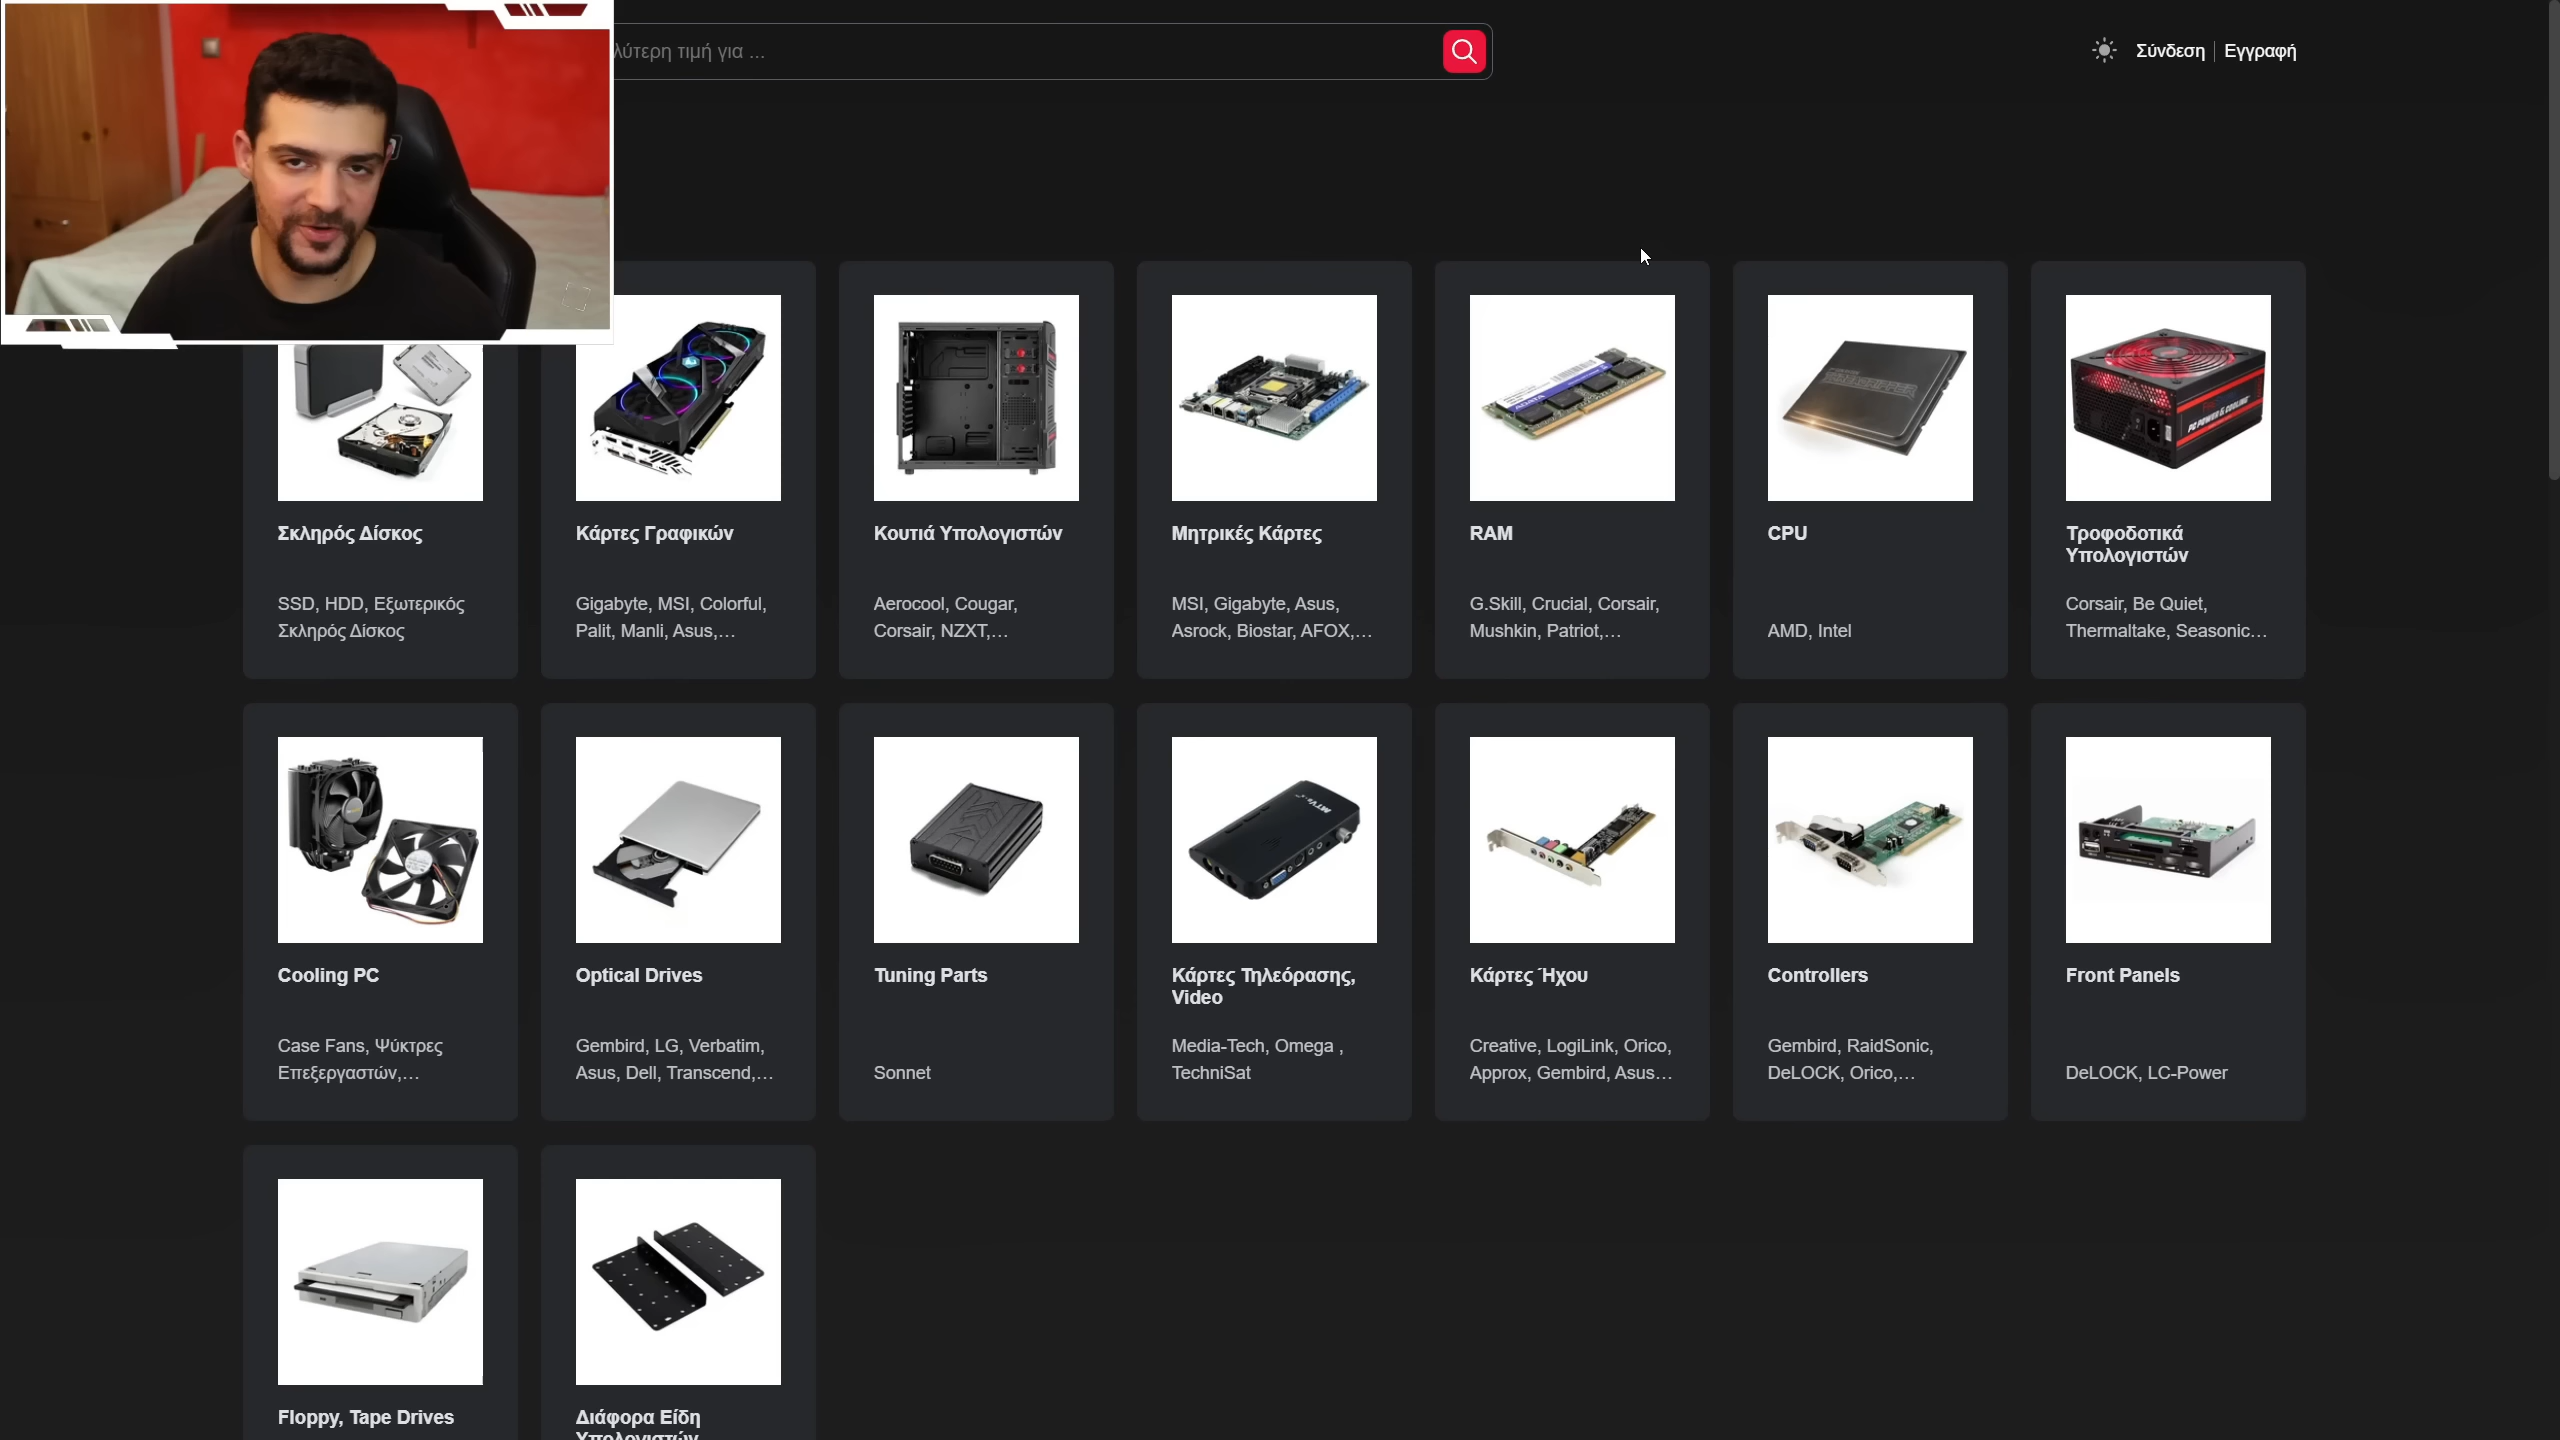 λύτερη τιμή για ...
Σύνδεση | Εγγραφή
Σκληρός Δίσκος
SSD, HDD, Εξωτερικός
Σκληρός Δίσκος
Κάρτες Γραφικών
Gigabyte, MSI, Colorful,
Palit, Manli, Asus,...
Κουτιά Υπολογιστών
Aerocool, Cougar,
Corsair, NZXT,...
Μητρικές Κάρτες
MSI, Gigabyte, Asus,
Asrock, Biostar, AFOX,...
ADATA
RAM
G.Skill, Crucial, Corsair,
Mushkin, Patriot,...
CPU
AMD, Intel
PC POWER & COOLING
Τροφοδοτικά
Υπολογιστών
Corsair, Be Quiet,
Thermaltake, Seasonic...
Cooling PC
Case Fans, Ψύκτρες
Επεξεργαστών,...
Optical Drives
Gembird, LG, Verbatim,
Asus, Dell, Transcend,...
Tuning Parts
Sonnet
Κάρτες Τηλεόρασης,
Video
Media-Tech, Omega ,
TechniSat
Κάρτες Ήχου
Creative, LogiLink, Orico,
Approx, Gembird, Asus...
Controllers
Gembird, RaidSonic,
DeLOCK, Orico,...
Front Panels
DeLOCK, LC-Power
Floppy, Tape Drives
Διάφορα Είδη
Υπολογιστών